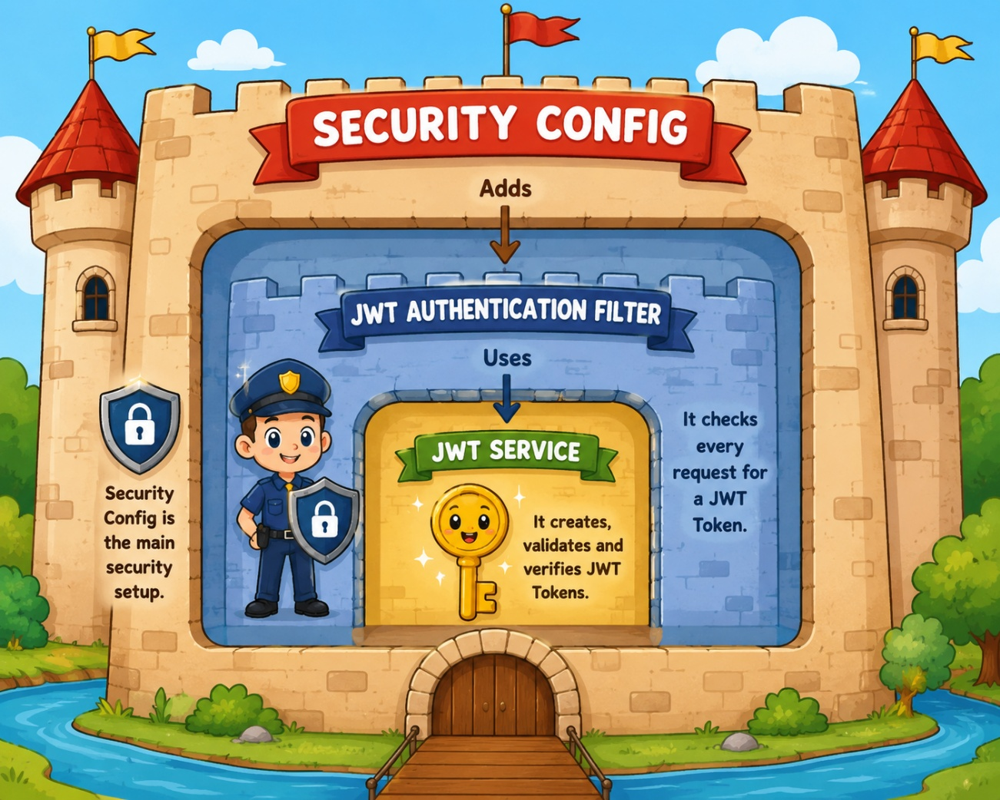 SECURITY CONFIG
Adds
JWT AUTHENTICATION FILTER
Uses
JWT SERVICE
It creates,
validates and
verifies JWT
Tokens.
It checks
every
request for
a JWT
Token.
Security
Config is
the main
security
setup.